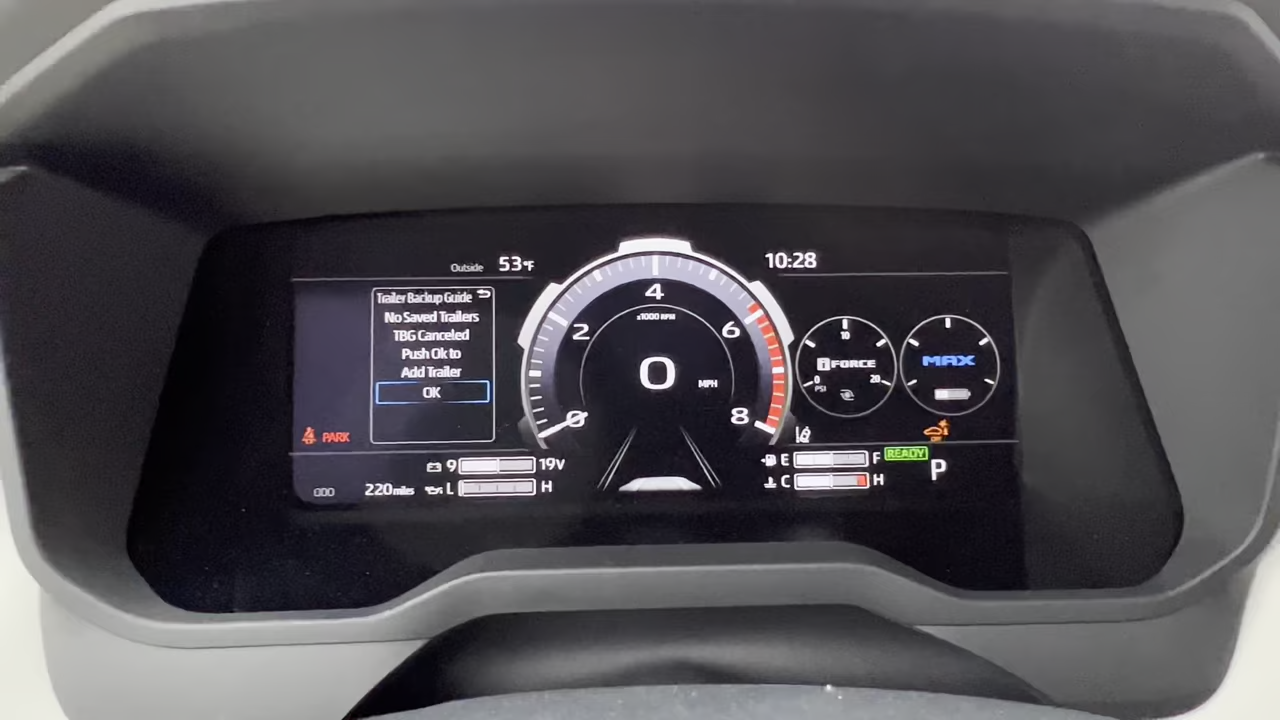 Outside 53°F
10:28
Trailer Backup Guide
No Saved Trailers
TBG Canceled
Push Ok to
Add Trailer
OK
PARK
0
2
4
6
8
x1000 RPM
0 MPH
10
iFORCE
0
20
PSI
MAX
OFF
9
19V
E
F
READY
P
000
220 miles
L
H
C
H